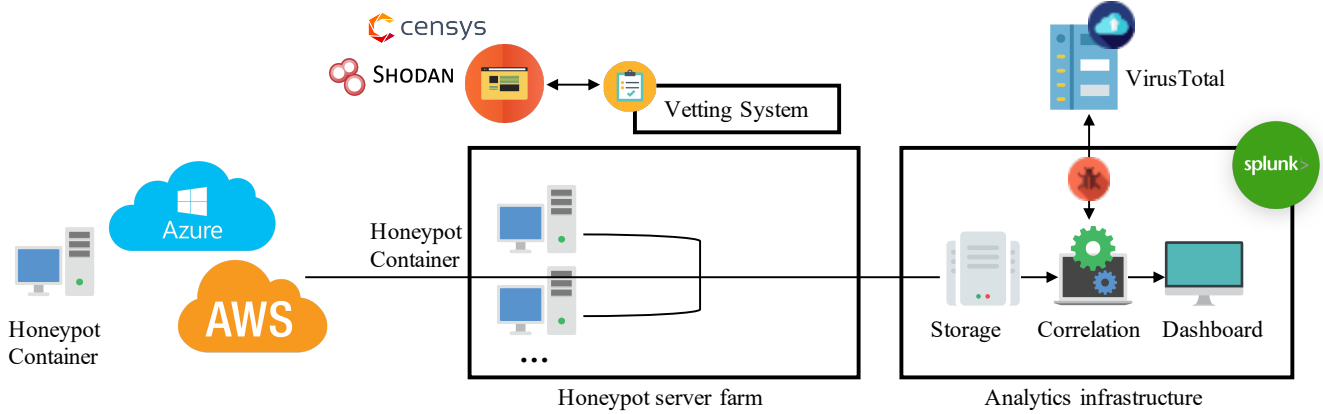 censys
SHODAN
Vetting System
VirusTotal
splunk>
Azure
AWS
Honeypot
Container
Honeypot
Container
Storage
Correlation
Dashboard
...
Honeypot server farm
Analytics infrastructure